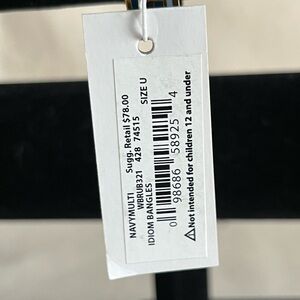 NAVYMULTI Sugg. Retail $78.00
WBRUB321 428 74515
IDIOM BANGLES SIZE U
0 98686 58925 4
⚠Not intended for children 12 and under